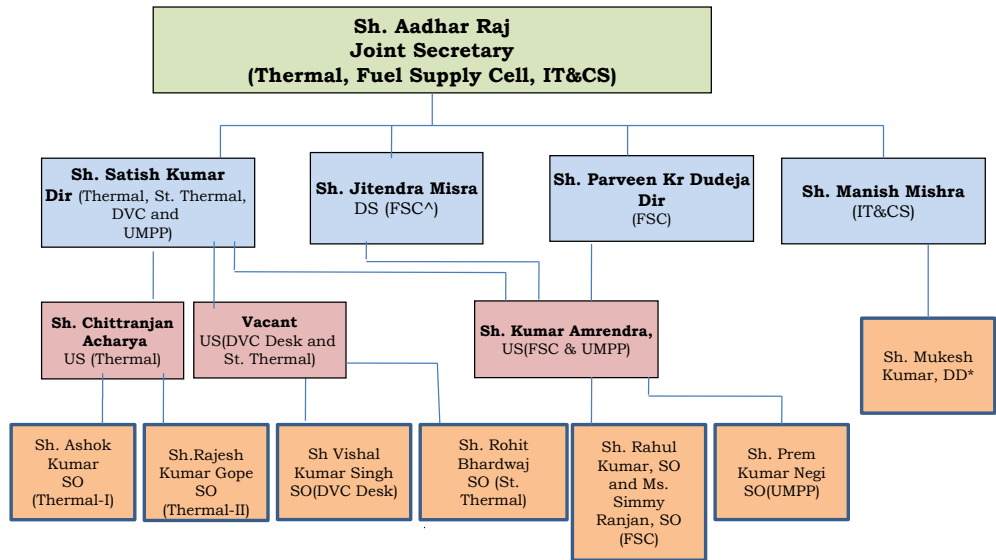 Sh. Aadhar Raj
Joint Secretary
(Thermal, Fuel Supply Cell, IT&CS)
Sh. Satish Kumar
Dir (Thermal, St. Thermal,
DVC and
UMPP)
Sh. Jitendra Misra
DS (FSC^)
Sh. Parveen Kr Dudeja
Dir
(FSC)
Sh. Manish Mishra
(IT&CS)
Sh. Chittranjan
Acharya
US (Thermal)
Vacant
US(DVC Desk and
St. Thermal)
Sh. Kumar Amrendra,
US(FSC & UMPP)
Sh. Mukesh
Kumar, DD*
Sh. Ashok
Kumar
SO
(Thermal-I)
Sh.Rajesh
Kumar Gope
SO
(Thermal-II)
Sh Vishal
Kumar Singh
SO(DVC Desk)
Sh. Rohit
Bhardwaj
SO (St.
Thermal)
Sh. Rahul
Kumar, SO
and Ms.
Simmy
Ranjan, SO
(FSC)
Sh. Prem
Kumar Negi
SO(UMPP)